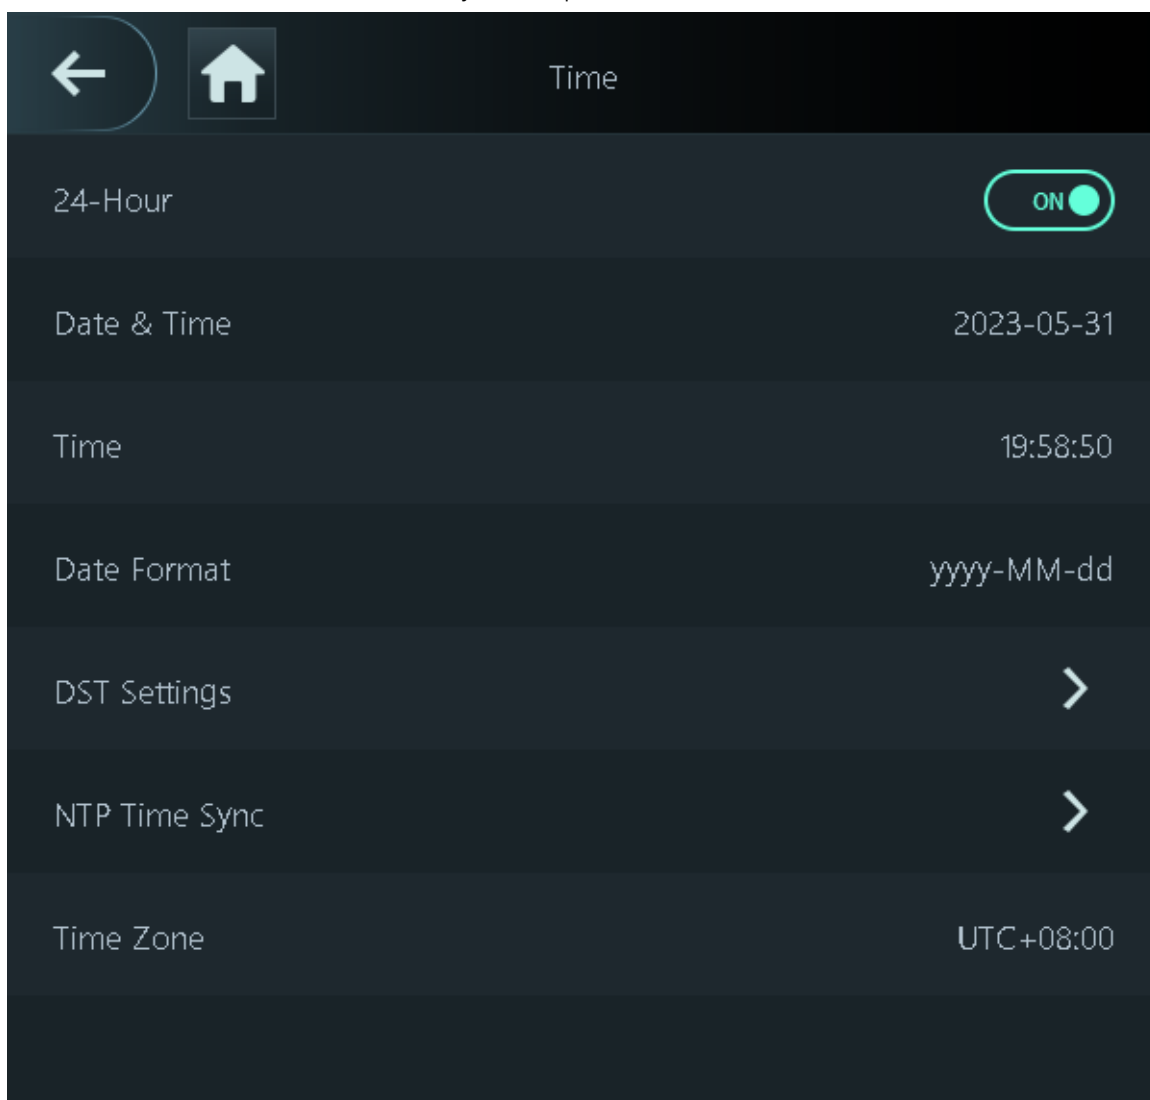 Time
24-Hour
ON
Date & Time
2023-05-31
Time
19:58:50
Date Format
yyyy-MM-dd
DST Settings
NTP Time Sync
Time Zone
UTC+08:00